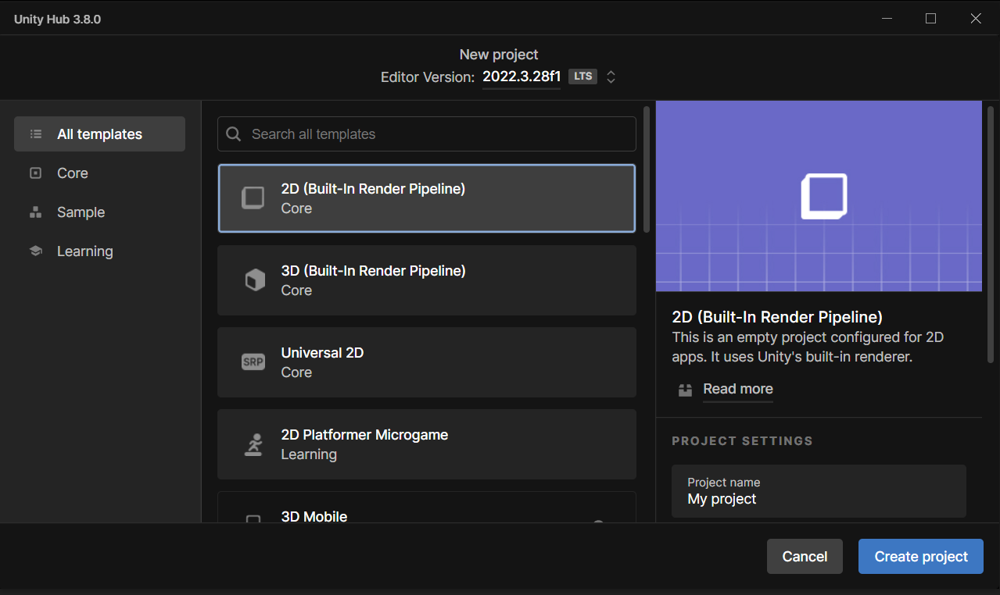 Unity Hub 3.8.0
New project
Editor Version: 2022.3.28f1 LTS
All templates
Core
Sample
Learning
Search all templates
2D (Built-In Render Pipeline)
Core
3D (Built-In Render Pipeline)
Core
SRP
Universal 2D
Core
2D Platformer Microgame
Learning
3D Mobile
2D (Built-In Render Pipeline)
This is an empty project configured for 2D
apps. It uses Unity's built-in renderer.
Read more
PROJECT SETTINGS
Project name
My project
Cancel
Create project